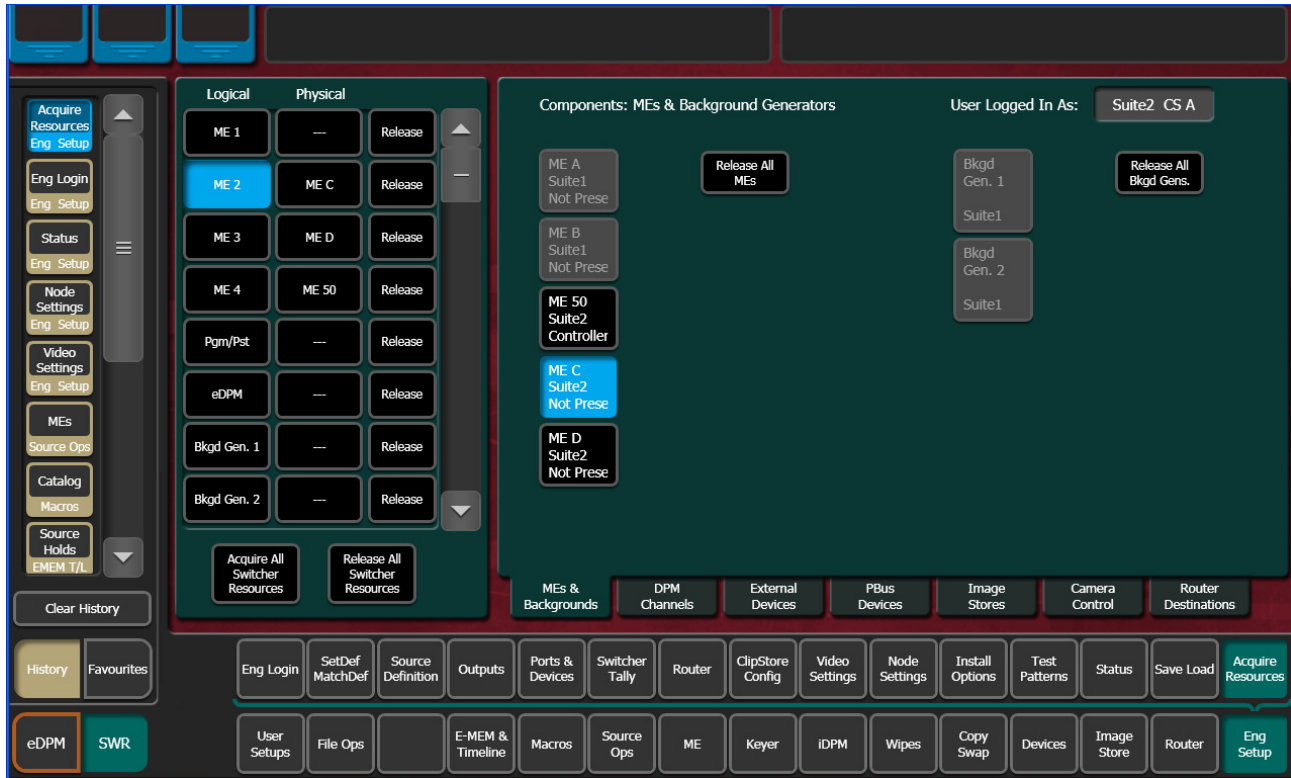 Acquire
Resources
Eng Setup
Eng Login
Eng Setup
Status
Eng Setup
Node
Settings
Eng Setup
Video
Settings
Eng Setup
MEs
Source Ops
Catalog
Macros
Source
Holds
EMEM T/L
Clear History
History
Favourites
eDPM
SWR
Logical Physical
ME 1 --- Release
ME 2 ME C Release
ME 3 ME D Release
ME 4 ME 50 Release
Pgm/Pst --- Release
eDPM --- Release
Bkgd Gen. 1 --- Release
Bkgd Gen. 2 --- Release
Acquire All
Switcher
Resources
Release All
Switcher
Resources
Components: MEs & Background Generators
User Logged In As: Suite2 CS A
ME A
Suite1
Not Prese
ME B
Suite1
Not Prese
ME 50
Suite2
Controller
ME C
Suite2
Not Prese
ME D
Suite2
Not Prese
Release All
MEs
Bkgd
Gen. 1
Suite1
Bkgd
Gen. 2
Suite1
Release All
Bkgd Gens.
MEs &
Backgrounds
DPM
Channels
External
Devices
PBus
Devices
Image
Stores
Camera
Control
Router
Destinations
Eng Login
SetDef
MatchDef
Source
Definition
Outputs
Ports &
Devices
Switcher
Tally
Router
ClipStore
Config
Video
Settings
Node
Settings
Install
Options
Test
Patterns
Status
Save Load
Acquire
Resources
User
Setups
File Ops
E-MEM &
Timeline
Macros
Source
Ops
ME
Keyer
iDPM
Wipes
Copy
Swap
Devices
Image
Store
Router
Eng
Setup